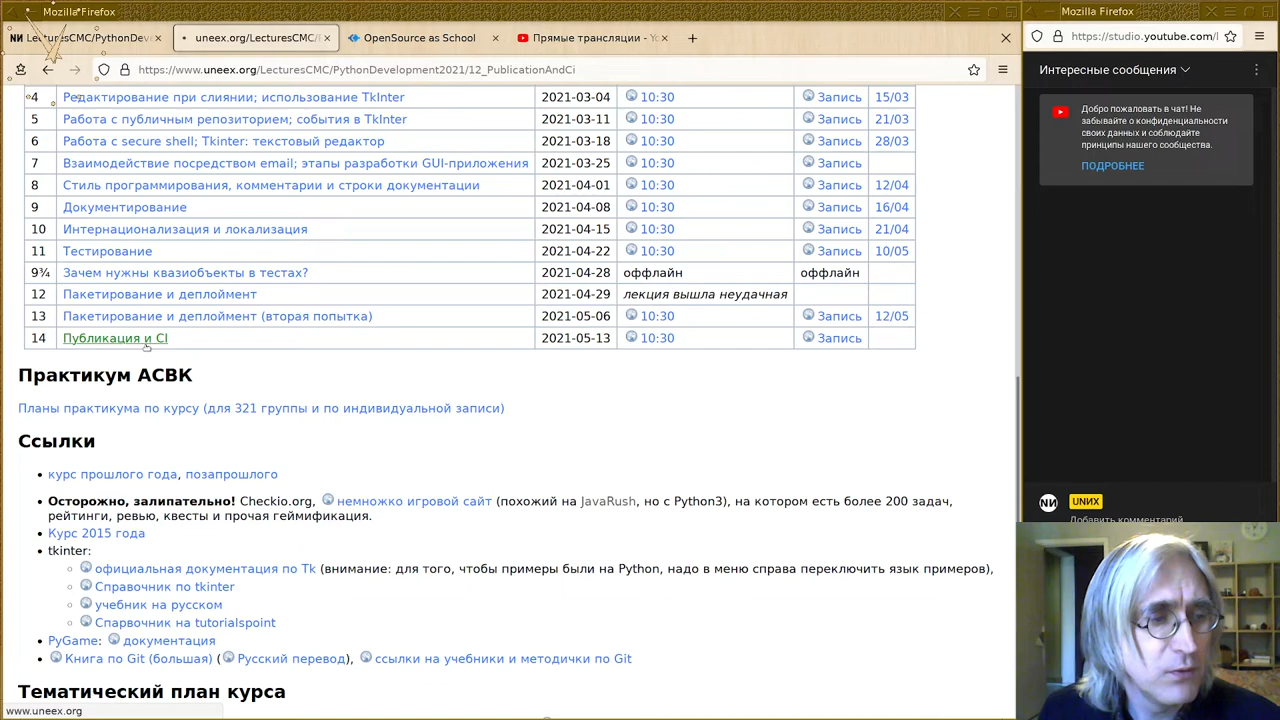 Mozilla Firefox
LecturesCMC/PythonDeve
uneex.org/LecturesCMC/
OpenSource as School
Прямые трансляции - Yo
https://www.uneex.org/LecturesCMC/PythonDevelopment2021/12_PublicationAndCi
4 Редактирование при слиянии; использование TkInter 2021-03-04 10:30 Запись 15/03
5 Работа с публичным репозиторием; события в TkInter 2021-03-11 10:30 Запись 21/03
6 Работа с secure shell; Tkinter: текстовый редактор 2021-03-18 10:30 Запись 28/03
7 Взаимодействие посредством email; этапы разработки GUI-приложения 2021-03-25 10:30 Запись
8 Стиль программирования, комментарии и строки документации 2021-04-01 10:30 Запись 12/04
9 Документирование 2021-04-08 10:30 Запись 16/04
10 Интернационализация и локализация 2021-04-15 10:30 Запись 21/04
11 Тестирование 2021-04-22 10:30 Запись 10/05
9¾ Зачем нужны квазиобъекты в тестах? 2021-04-28 оффлайн оффлайн
12 Пакетирование и деплоймент 2021-04-29 лекция вышла неудачная
13 Пакетирование и деплоймент (вторая попытка) 2021-05-06 10:30 Запись 12/05
14 Публикация и CI 2021-05-13 10:30 Запись
Практикум АСВК
Планы практикума по курсу (для 321 группы и по индивидуальной записи)
Ссылки
• курс прошлого года, позапрошлого
• Осторожно, залипательно! Checkio.org, немножко игровой сайт (похожий на JavaRush, но с Python3), на котором есть более 200 задач,
рейтинги, ревью, квесты и прочая геймификация.
• Курс 2015 года
• tkinter:
официальная документация по Tk (внимание: для того, чтобы примеры были на Python, надо в меню справа переключить язык примеров),
Справочник по tkinter
учебник на русском
Спарвочник на tutorialspoint
• PyGame: документация
• Книга по Git (большая) (Русский перевод), ссылки на учебники и методички по Git
Тематический план курса
www.uneex.org
Mozilla Firefox
https://studio.youtube.com/l
Интересные сообщения
Добро пожаловать в чат! Не
забывайте о конфиденциальности
своих данных и соблюдайте
принципы нашего сообщества.
ПОДРОБНЕЕ
UNИX
Добавить комментарий